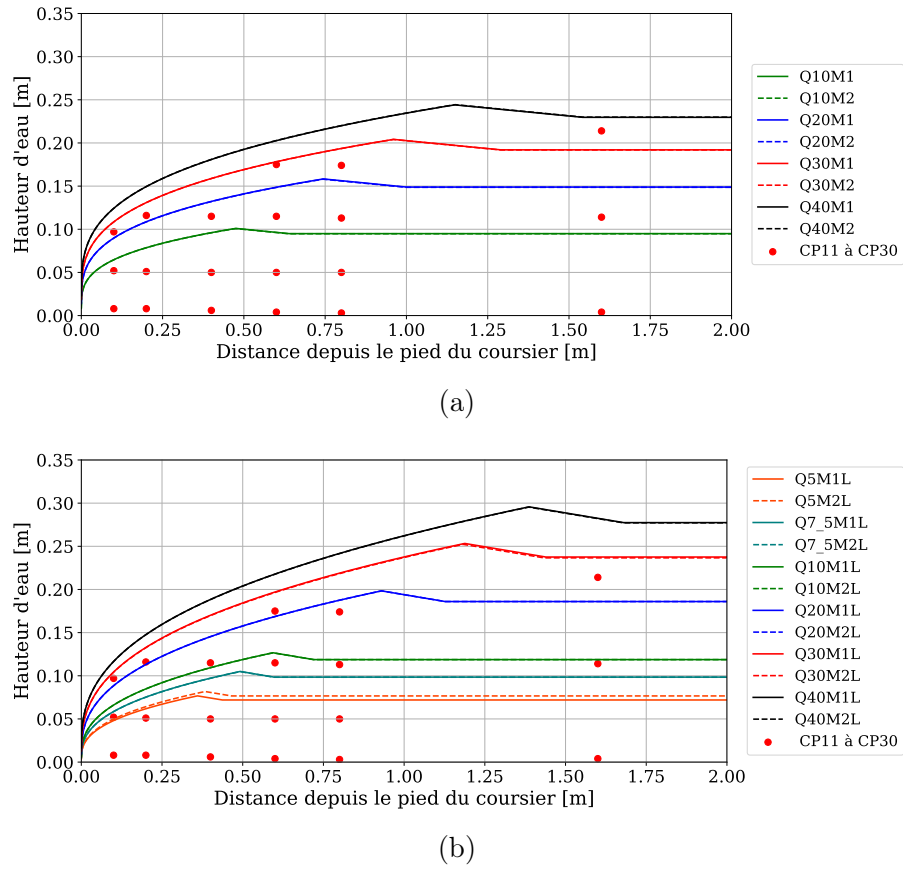 0.35
0.30
0.25
0.20
0.15
0.10
0.05
0.00
Hauteur d'eau [m]
0.00 0.25 0.50 0.75 1.00 1.25 1.50 1.75 2.00
Distance depuis le pied du coursier [m]
Q10M1
Q10M2
Q20M1
Q20M2
Q30M1
Q30M2
Q40M1
Q40M2
CP11 à CP30
(a)
0.35
0.30
0.25
0.20
0.15
0.10
0.05
0.00
Hauteur d'eau [m]
0.00 0.25 0.50 0.75 1.00 1.25 1.50 1.75 2.00
Distance depuis le pied du coursier [m]
Q5M1L
Q5M2L
Q7_5M1L
Q7_5M2L
Q10M1L
Q10M2L
Q20M1L
Q20M2L
Q30M1L
Q30M2L
Q40M1L
Q40M2L
CP11 à CP30
(b)